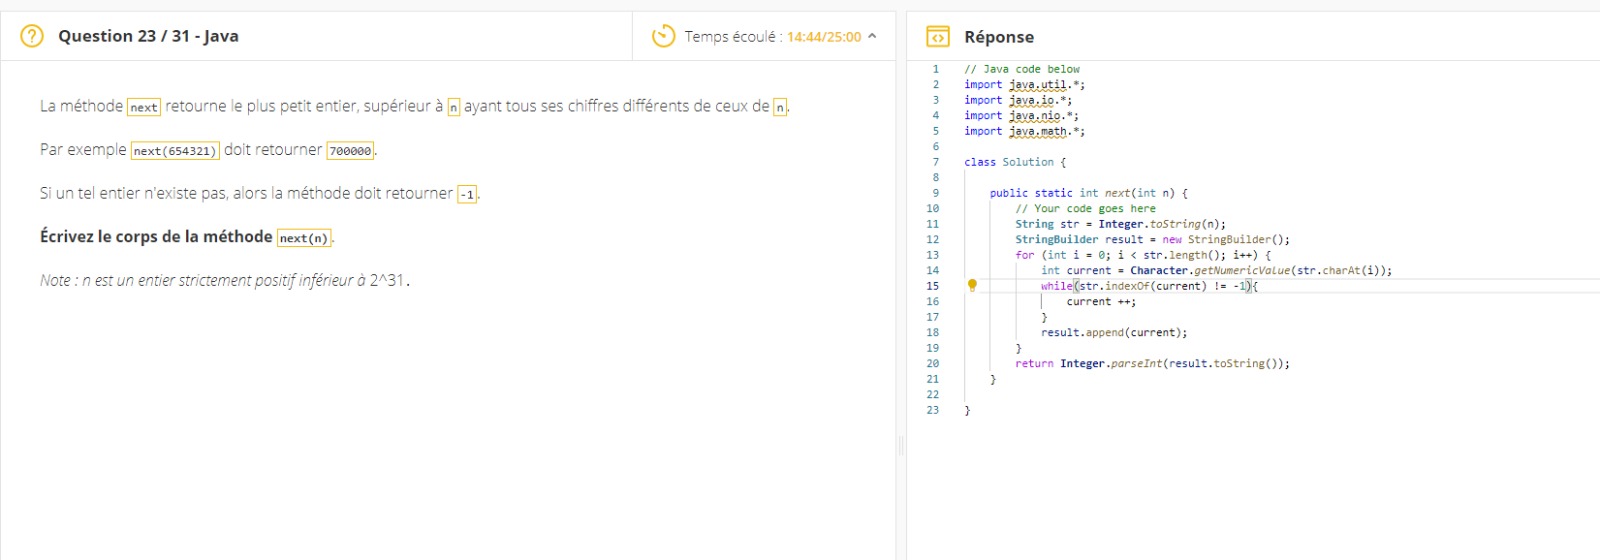 Question 23 / 31 - Java
Temps écoulé : 14:44/25:00
La méthode next retourne le plus petit entier, supérieur à n ayant tous ses chiffres différents de ceux de n.
Par exemple next(654321) doit retourner 700000.
Si un tel entier n'existe pas, alors la méthode doit retourner -1.
Écrivez le corps de la méthode next(n).
Note : n est un entier strictement positif inférieur à 2^31.
Réponse
1 // Java code below
2 import java.util.*;
3 import java.io.*;
4 import java.nio.*;
5 import java.math.*;
6
7 class Solution {
8
9 public static int next(int n) {
10 // Your code goes here
11 String str = Integer.toString(n);
12 StringBuilder result = new StringBuilder();
13 for (int i = 0; i < str.length(); i++) {
14 int current = Character.getNumericValue(str.charAt(i));
15 while(str.indexOf(current) != -1){
16 current ++;
17 }
18 result.append(current);
19 }
20 return Integer.parseInt(result.toString());
21 }
22
23 }